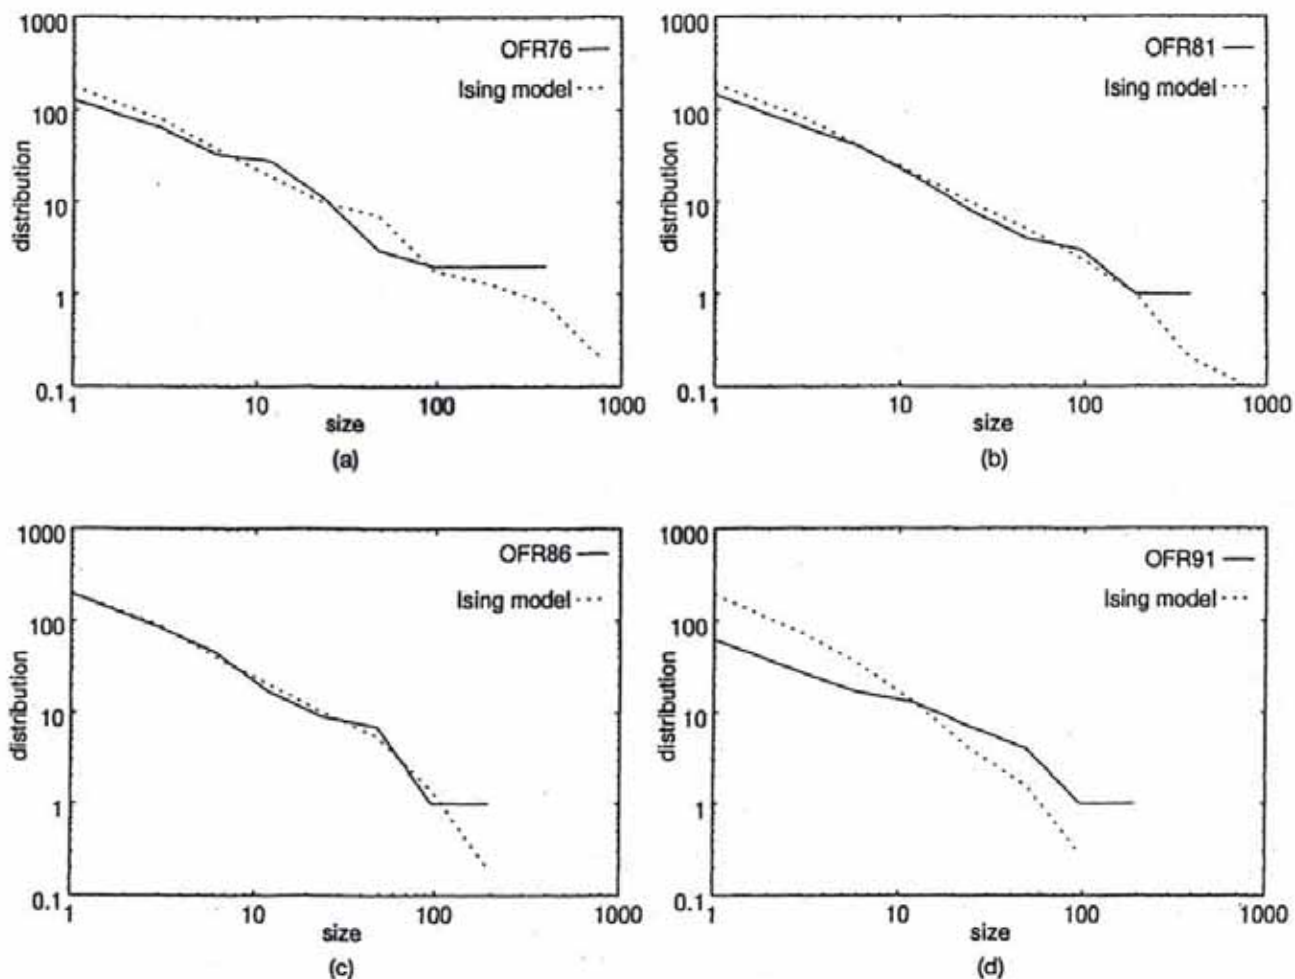 1000
OFR76
Ising model
100
distribution
10
1
0.1
1 10 100 1000
size
(a)
1000
OFR81
Ising model
100
distribution
10
1
0.1
1 10 100 1000
size
(b)
1000
OFR86
Ising model
100
distribution
10
1
0.1
1 10 100 1000
size
(c)
1000
OFR91
Ising model
100
distribution
10
1
0.1
1 10 100 1000
size
(d)